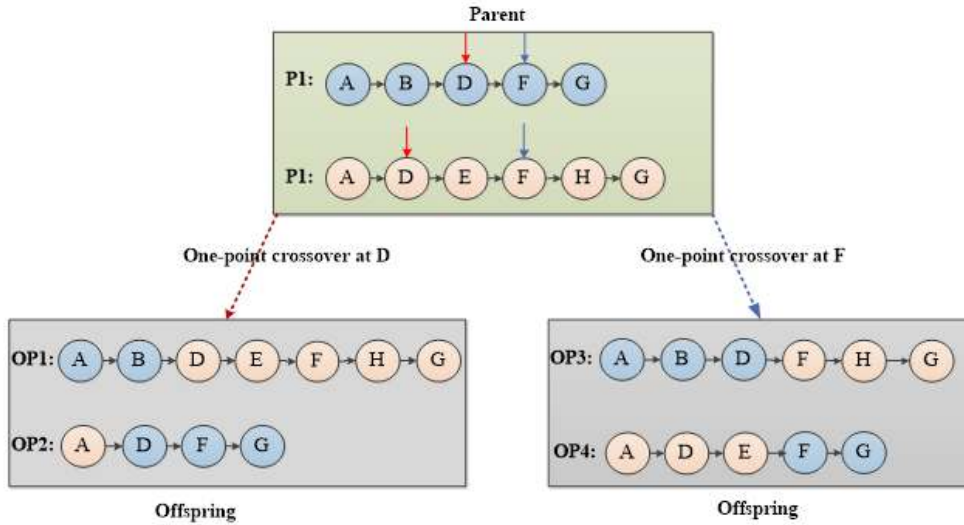 Parent
P1: A B D F G
P1: A D E F H G
One-point crossover at D
One-point crossover at F
OP1: A B D E F H G
OP2: A D F G
Offspring
OP3: A B D F H G
OP4: A D E F G
Offspring